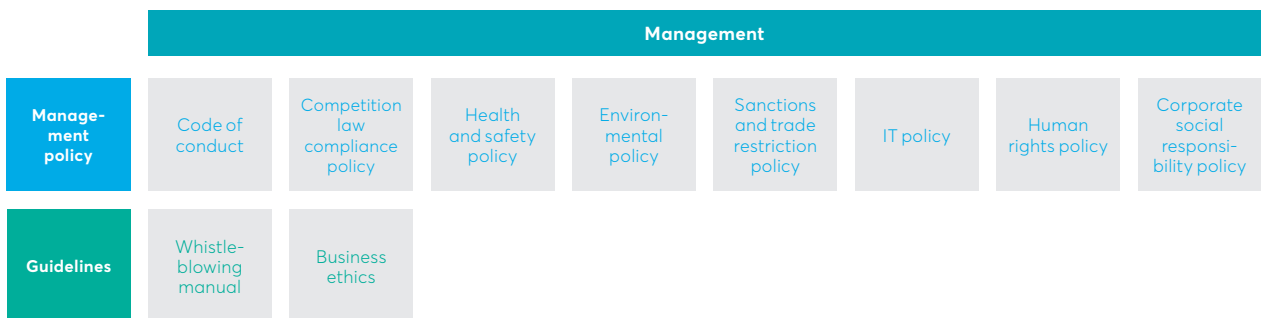 Management
Manage-
ment
policy
Code of
conduct
Competition
law
compliance
policy
Health
and safety
policy
Environ-
mental
policy
Sanctions
and trade
restriction
policy
IT policy
Human
rights policy
Corporate
social
responsi-
bility policy
Guidelines
Whistle-
blowing
manual
Business
ethics